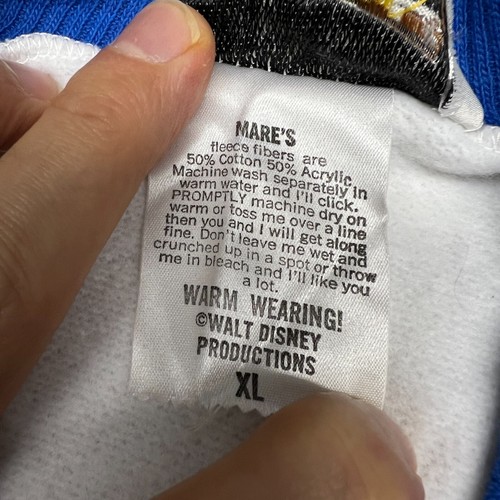 MARE'S
fleece fibers are
50% Cotton 50% Acrylic
Machine wash separately in
warm water and I'll click.
PROMPTLY machine dry on
warm or toss me over a line
then you and I will get along
fine. Don't leave me wet and
crunched up in a spot or throw
me in bleach and I'll like you
a lot.
WARM WEARING!
©WALT DISNEY
PRODUCTIONS
XL